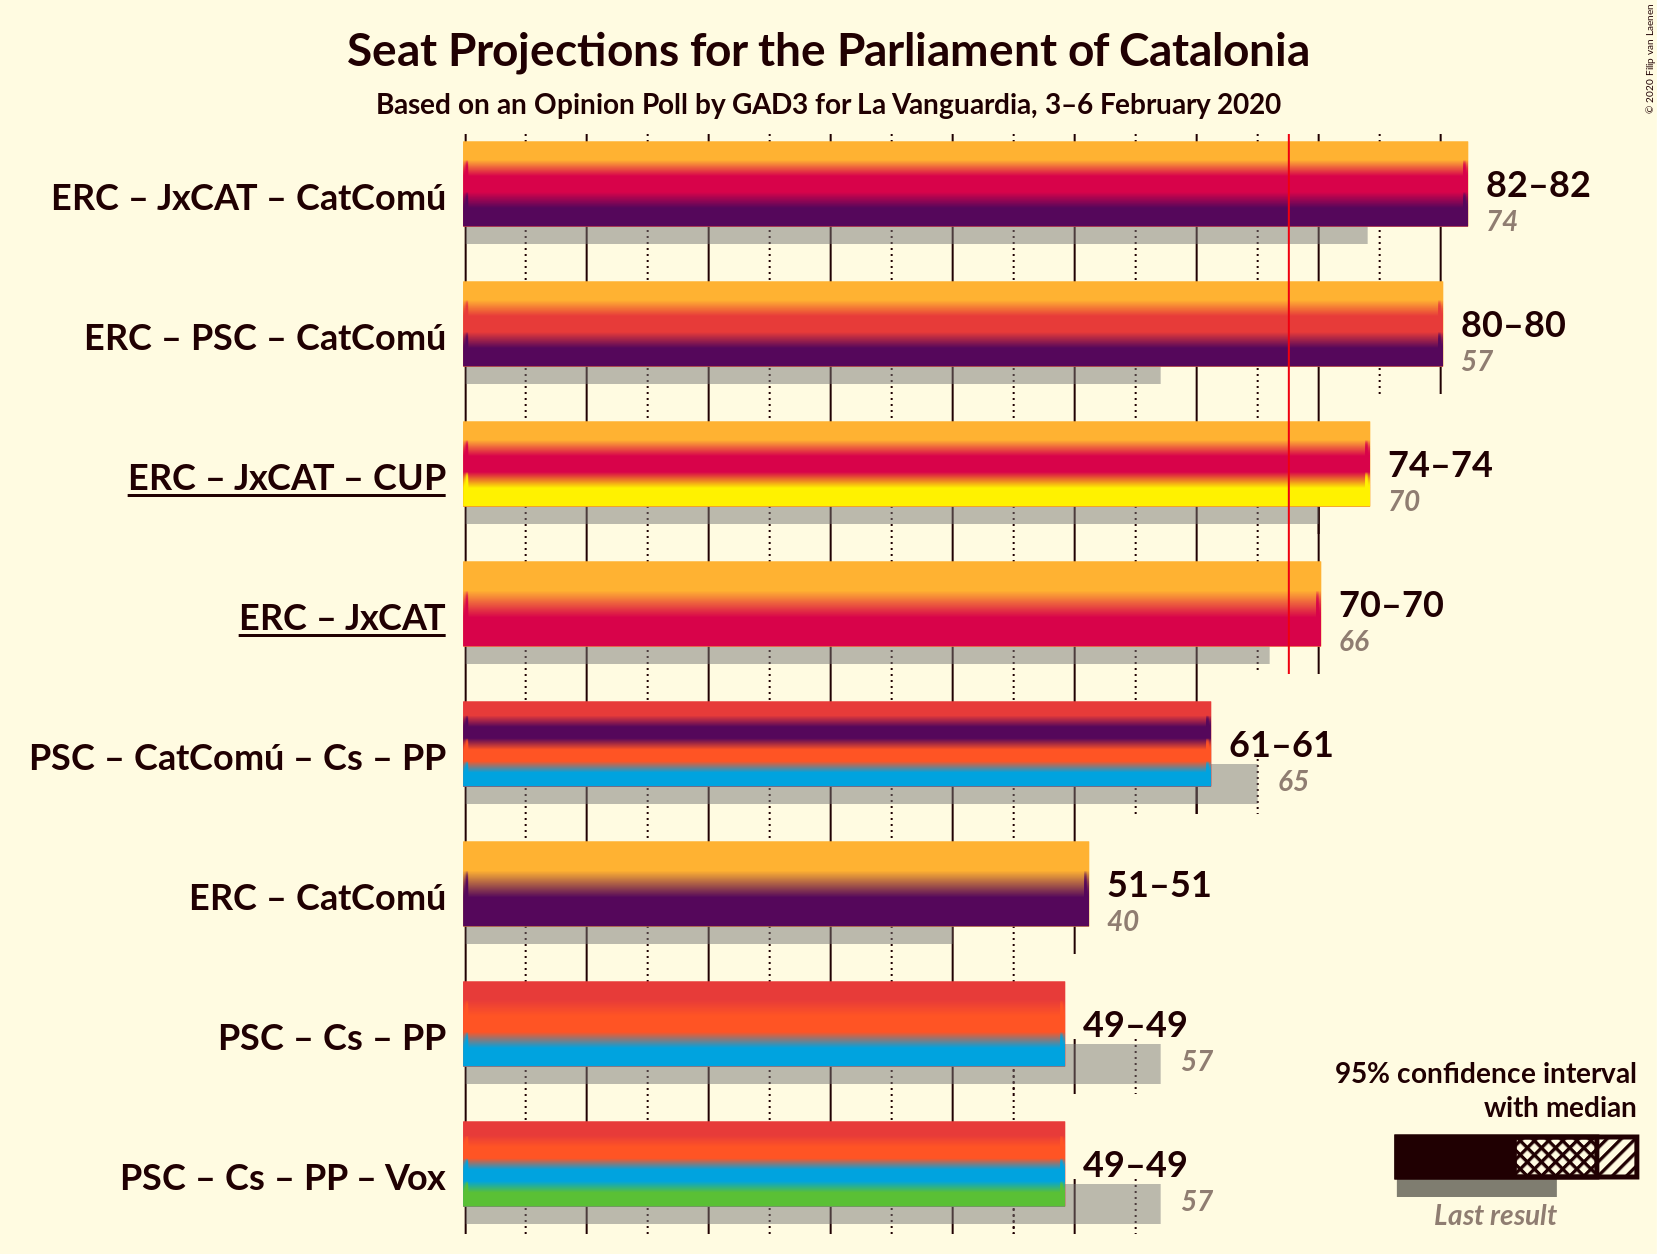 Seat Projections for the Parliament of Catalonia
Based on an Opinion Poll by GAD3 for La Vanguardia, 3–6 February 2020
© 2020 Filip van Laenen
ERC – JxCAT – CatComú
82–82
74
ERC – PSC – CatComú
80–80
57
ERC – JxCAT – CUP
74–74
70
ERC – JxCAT
70–70
66
PSC – CatComú – Cs – PP
61–61
65
ERC – CatComú
51–51
40
PSC – Cs – PP
49–49
57
PSC – Cs – PP – Vox
49–49
57
95% confidence interval
with median
Last result